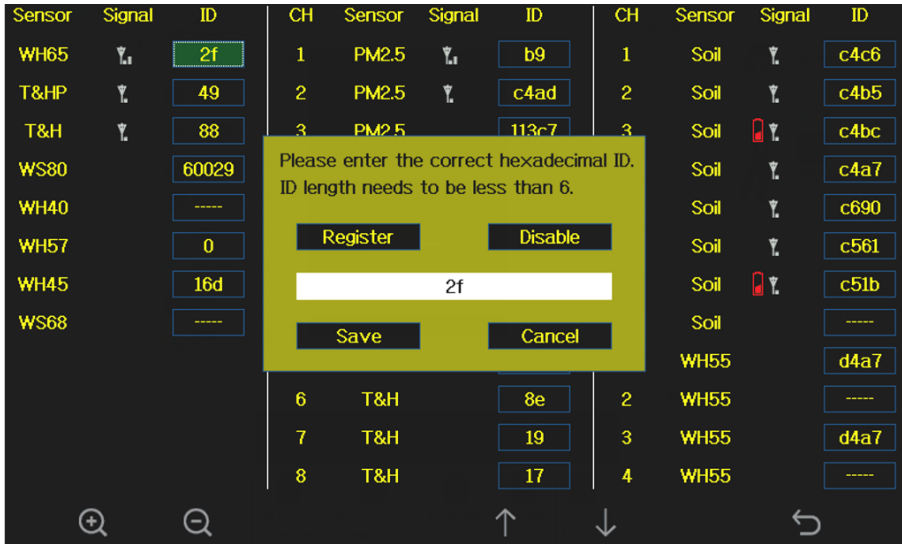 Sensor Signal ID CH Sensor Signal ID CH Sensor Signal ID
WH65 2f 1 PM2.5 b9 1 Soil c4c6
T&HP 49 2 PM2.5 c4ad 2 Soil c4b5
T&H 88 3 PM2.5 113c7 3 Soil c4bc
Please enter the correct hexadecimal ID.
WS80 60029 Soil c4a7
ID length needs to be less than 6.
WH40 ----- Soil c690
Register Disable
WH57 0 Soil c561
WH45 16d 2f Soil c51b
WS68 ----- Soil -----
Save Cancel
WH55 d4a7
6 T&H 8e 2 WH55 -----
7 T&H 19 3 WH55 d4a7
8 T&H 17 4 WH55 -----